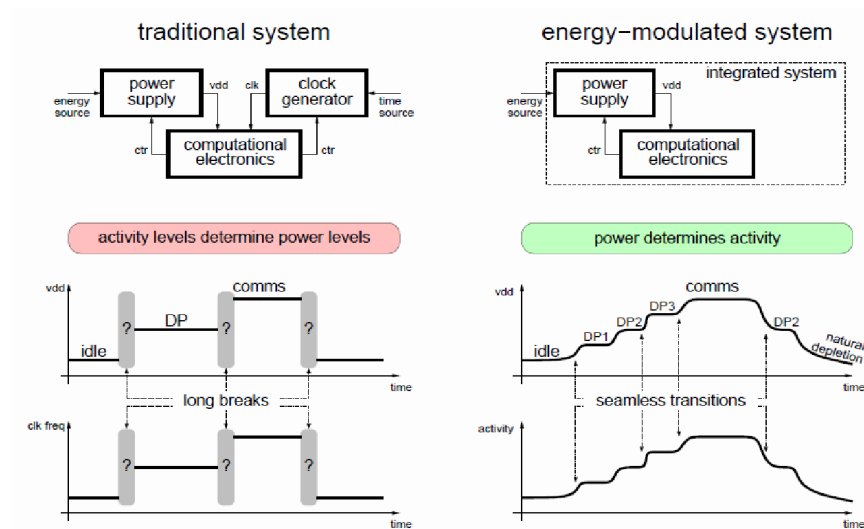 traditional system
energy-modulated system
energy
source
power
supply
vdd
clk
clock
generator
time
source
ctr
computational
electronics
ctr
integrated system
energy
source
power
supply
vdd
ctr
computational
electronics
activity levels determine power levels
power determines activity
vdd
idle
?
DP
?
comms
?
time
long breaks
clk freq
?
?
?
time
vdd
idle
DP1
DP2
DP3
comms
DP2
natural
depletion
time
seamless transitions
activity
time